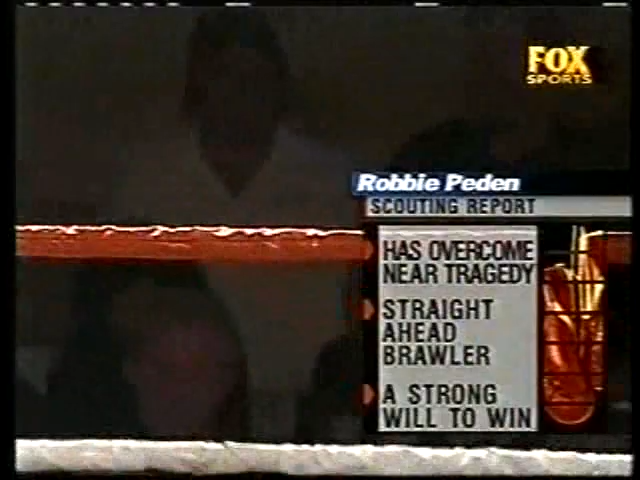 FOX
SPORTS
Robbie Peden
SCOUTING REPORT
HAS OVERCOME
NEAR TRAGEDY
STRAIGHT
AHEAD
BRAWLER
A STRONG
WILL TO WIN